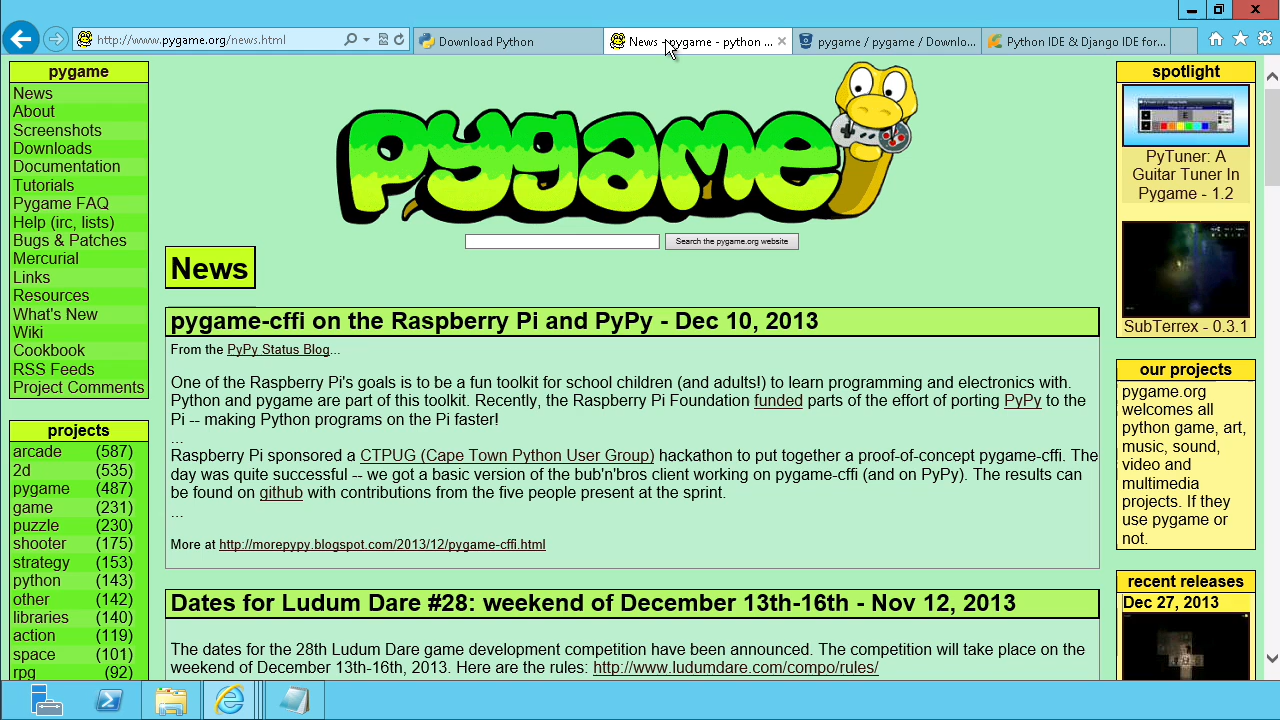 http://www.pygame.org/news.html
Download Python
News - pygame - python ...
pygame / pygame / Downlo...
Python IDE & Django IDE for...
pygame
News
About
Screenshots
Downloads
Documentation
Tutorials
Pygame FAQ
Help (irc, lists)
Bugs & Patches
Mercurial
Links
Resources
What's New
Wiki
Cookbook
RSS Feeds
Project Comments
projects
arcade (587)
2d (535)
pygame (487)
game (231)
puzzle (230)
shooter (175)
strategy (153)
python (143)
other (142)
libraries (140)
action (119)
space (101)
rpg (92)
pygame
Search the pygame.org website
News
pygame-cffi on the Raspberry Pi and PyPy - Dec 10, 2013
From the PyPy Status Blog...
One of the Raspberry Pi's goals is to be a fun toolkit for school children (and adults!) to learn programming and electronics with.
Python and pygame are part of this toolkit. Recently, the Raspberry Pi Foundation funded parts of the effort of porting PyPy to the
Pi -- making Python programs on the Pi faster!
...
Raspberry Pi sponsored a CTPUG (Cape Town Python User Group) hackathon to put together a proof-of-concept pygame-cffi. The
day was quite successful -- we got a basic version of the bub'n'bros client working on pygame-cffi (and on PyPy). The results can
be found on github with contributions from the five people present at the sprint.
...
More at http://morepypy.blogspot.com/2013/12/pygame-cffi.html
Dates for Ludum Dare #28: weekend of December 13th-16th - Nov 12, 2013
The dates for the 28th Ludum Dare game development competition have been announced. The competition will take place on the
weekend of December 13th-16th, 2013. Here are the rules: http://www.ludumdare.com/compo/rules/
spotlight
PyTuner: A
Guitar Tuner In
Pygame - 1.2
SubTerrex - 0.3.1
our projects
pygame.org
welcomes all
python game, art,
music, sound,
video and
multimedia
projects. If they
use pygame or
not.
recent releases
Dec 27, 2013